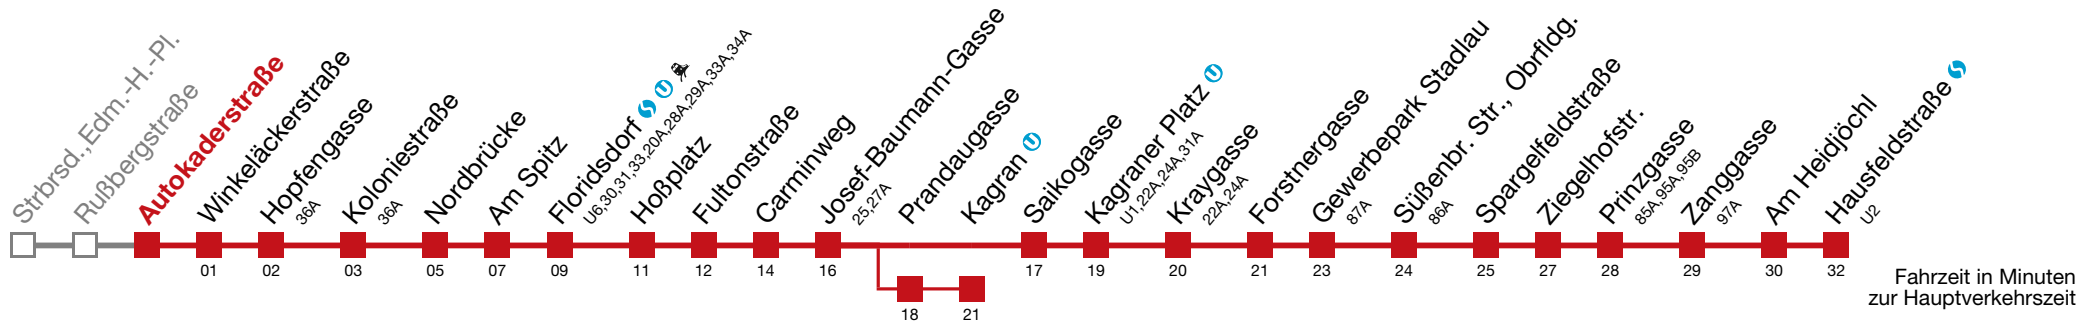 Strbrsd., Edm.-H.-Pl.
Rußbergstraße
Autokaderstraße
Winkeläckerstraße
Hopfengasse
36A
Koloniestraße
36A
Nordbrücke
Am Spitz
Floridsdorf S U
U6,30,31,33,20A,28A,29A,33A,34A
Hoßplatz
Fultonstraße
Carminweg
Josef-Baumann-Gasse
25,27A
Prandaugasse
Kagran U
Saikogasse
Kagraner Platz U
U1,22A,24A,31A
Kraygasse
22A,24A
Forstnergasse
Gewerbepark Stadlau
87A
Süßenbr. Str., Obrfldg.
86A
Spargelfeldstraße
Ziegelhofstr.
Prinzgasse
85A,95A,95B
Zanggasse
97A
Am Heidjöchl
Hausfeldstraße S
U2
01 02 03 05 07 09 11 12 14 16 17 19 20 21 23 24 25 27 28 29 30 32
18 21
Fahrzeit in Minuten
zur Hauptverkehrszeit